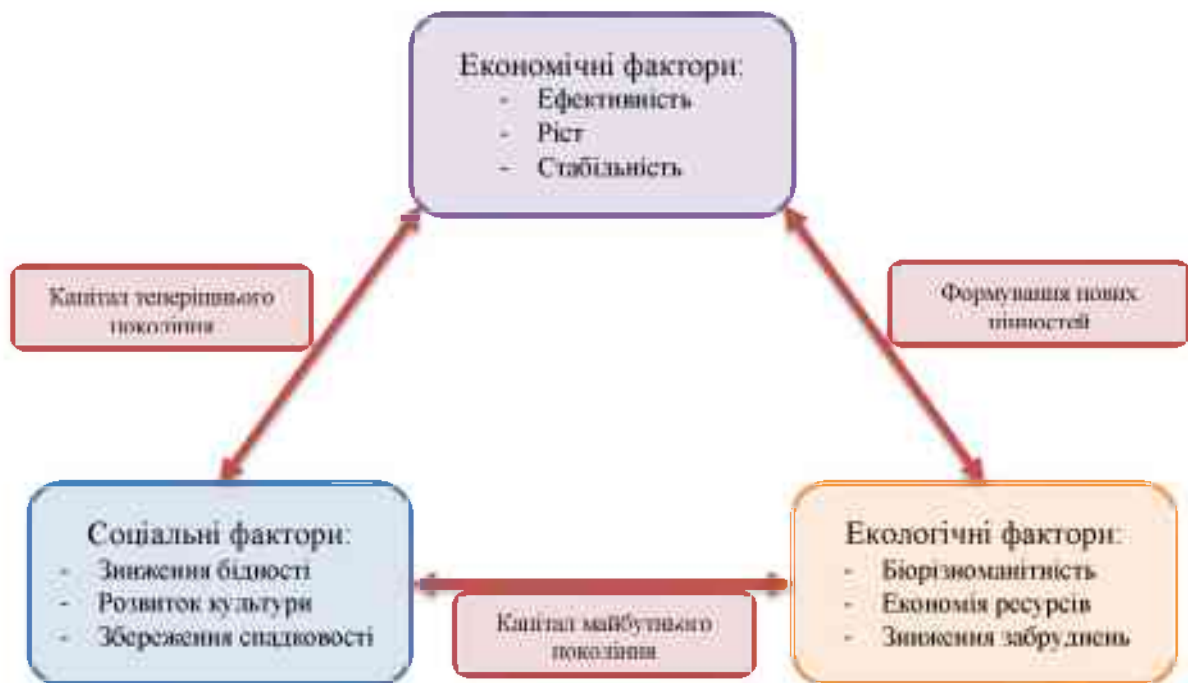 Економічні фактори:
- Ефективність
- Ріст
- Стабільність
Капітал теперішнього
покоління
Формування нових
цінностей
Соціальні фактори:
- Зниження бідності
- Розвиток культури
- Збереження спадковості
Екологічні фактори:
- Біорізноманітність
- Економія ресурсів
- Зниження забруднень
Капітал майбутнього
покоління